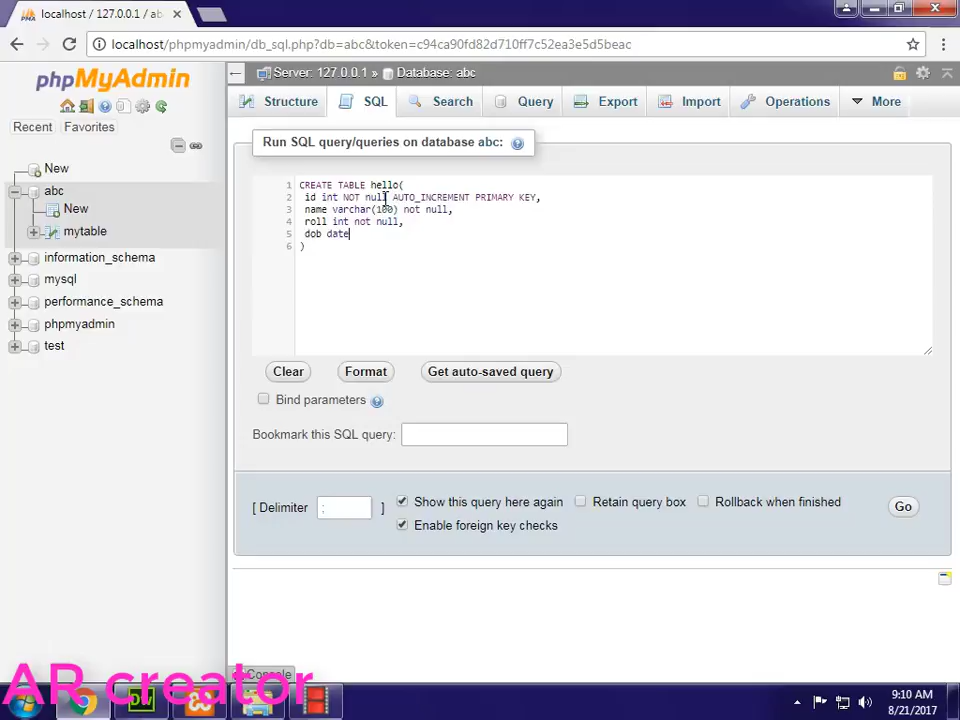 localhost / 127.0.0.1 / ab
localhost/phpmyadmin/db_sql.php?db=abc&token=c94ca90fd82d710ff7c52ea3e5d5beac
phpMyAdmin
Server: 127.0.0.1 » Database: abc
Structure SQL Search Query Export Import Operations More
Recent Favorites
New
abc
New
mytable
information_schema
mysql
performance_schema
phpmyadmin
test
Run SQL query/queries on database abc:
1 CREATE TABLE hello(
2 id int NOT null AUTO_INCREMENT PRIMARY KEY,
3 name varchar(100) not null,
4 roll int not null,
5 dob date
6 )
Clear Format Get auto-saved query
Bind parameters
Bookmark this SQL query:
[ Delimiter ; ] Show this query here again Retain query box Rollback when finished Go
Enable foreign key checks
Console
AR creator
9:10 AM
8/21/2017